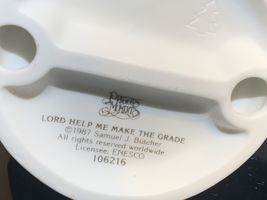 Precious
Moments
LORD HELP ME MAKE THE GRADE
©1987 Samuel J. Butcher
All rights reserved worldwide
Licensee, ENESCO
106216